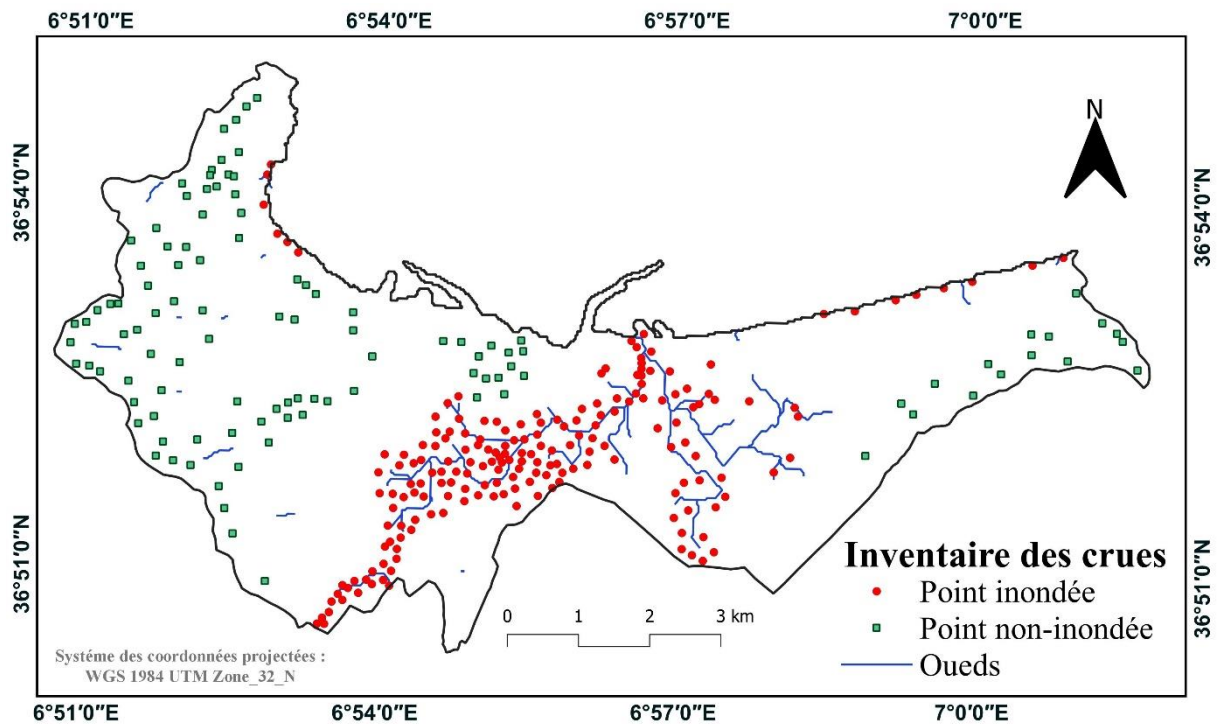 6°51'0"E 6°54'0"E 6°57'0"E 7°0'0"E
N
36°54'0"N
36°54'0"N
36°51'0"N
36°51'0"N
Inventaire des crues
Point inondée
Point non-inondée
Oueds
0 1 2 3 km
Systéme des coordonnées projectées :
WGS 1984 UTM Zone_32_N
6°51'0"E 6°54'0"E 6°57'0"E 7°0'0"E